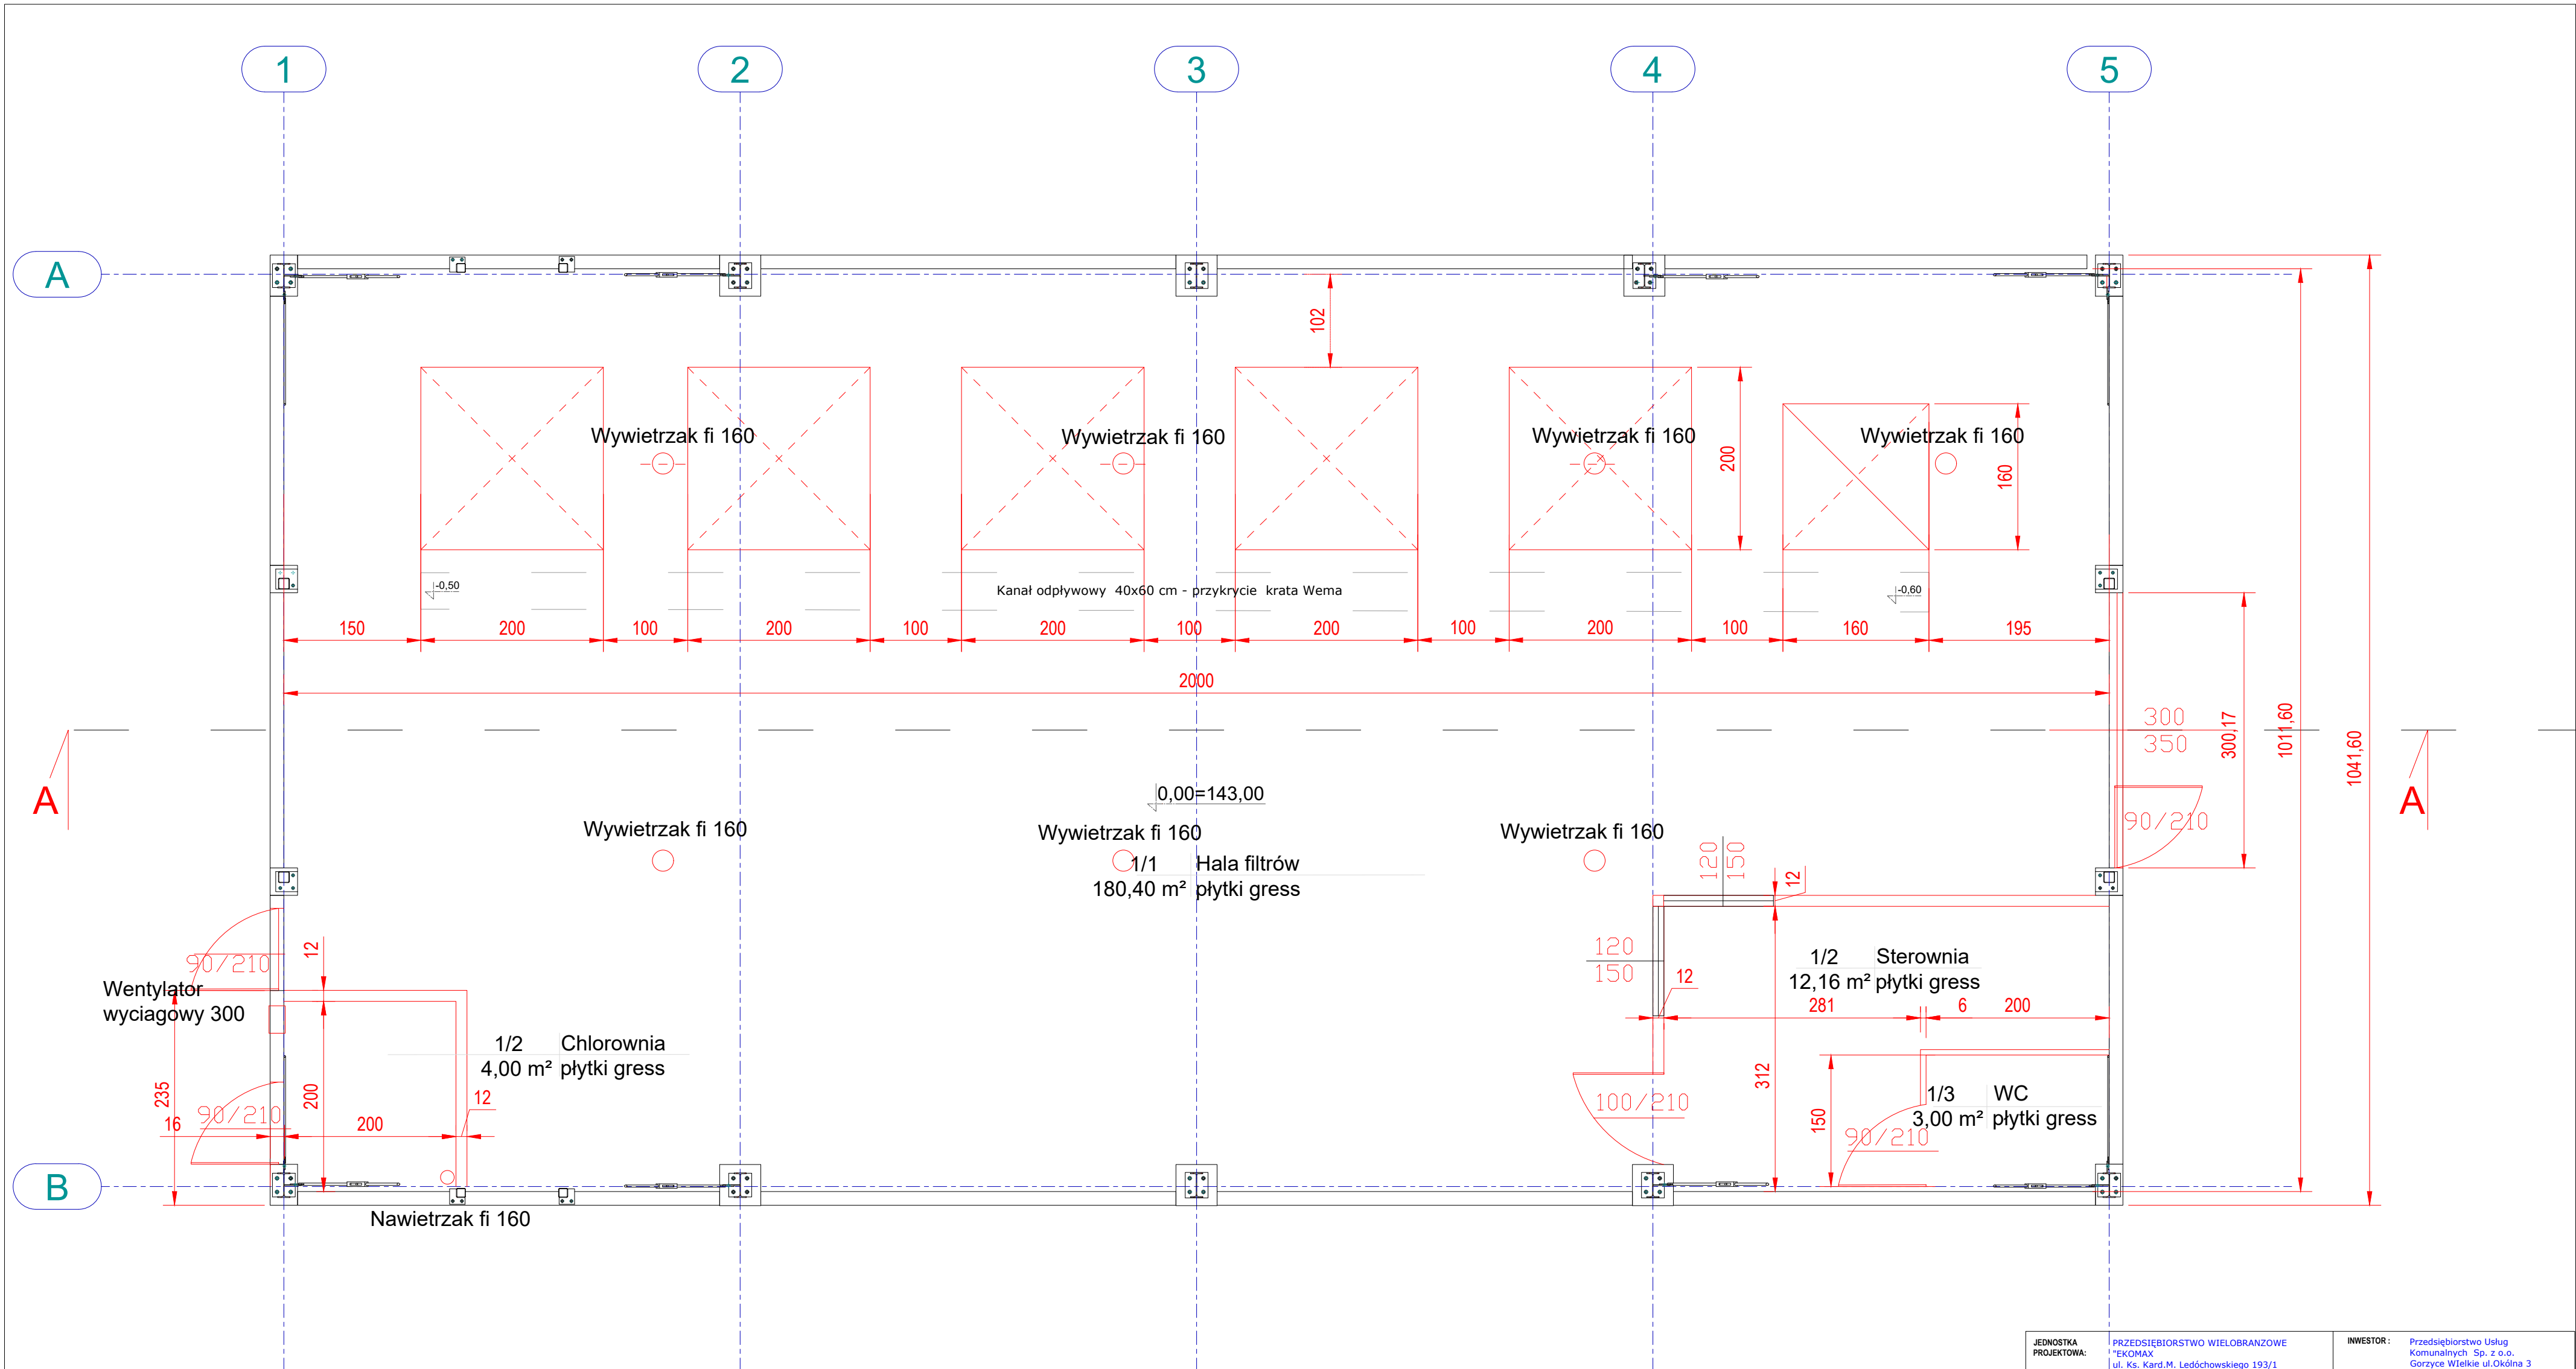 1
2
3
4
5
A
102
Wywietrzak fi 160
Wywietrzak fi 160
Wywietrzak fi 160
Wywietrzak fi 160
200
160
-0,50
Kanał odpływowy 40x60 cm - przykrycie krata Wema
-0,60
150
200
100
200
100
200
100
200
100
200
100
160
195
2000
300
350
300,17
1011,60
1041,60
A
A
0,00=143,00
90/210
Wywietrzak fi 160
Wywietrzak fi 160
Wywietrzak fi 160
1/1 Hala filtrów
180,40 m² płytki gress
120
150
12
120
150
12
1/2 Sterownia
12,16 m² płytki gress
281
6
200
90/210
12
Wentylator
wyciagowy 300
1/2 Chlorownia
4,00 m² płytki gress
235
200
12
312
100/210
150
1/3 WC
3,00 m² płytki gress
90/210
90/210
16
200
B
Nawietrzak fi 160
JEDNOSTKA
PROJEKTOWA:
PRZEDSIĘBIORSTWO WIELOBRANZOWE
"EKOMAX
ul. Ks. Kard.M. Ledóchowskiego 193/1
INWESTOR :
Przedsiębiorstwo Usług
Komunalnych Sp. z o.o.
Gorzyce WIelkie ul.Okólna 3